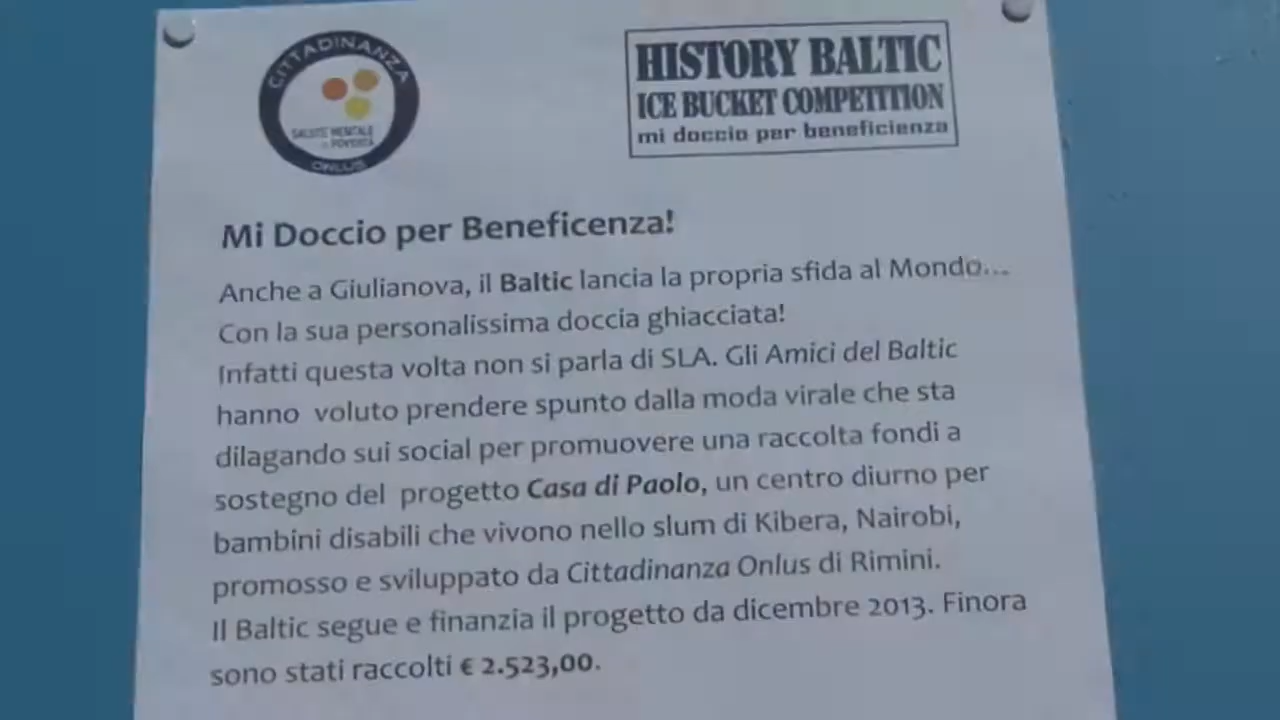 CITTADINANZA
SALUTE MENTALE
e POVERTÀ
ONLUS
HISTORY BALTIC
ICE BUCKET COMPETITION
mi doccio per beneficienza
Mi Doccio per Beneficenza!
Anche a Giulianova, il Baltic lancia la propria sfida al Mondo...
Con la sua personalissima doccia ghiacciata!
Infatti questa volta non si parla di SLA. Gli Amici del Baltic
hanno voluto prendere spunto dalla moda virale che sta
dilagando sui social per promuovere una raccolta fondi a
sostegno del progetto Casa di Paolo, un centro diurno per
bambini disabili che vivono nello slum di Kibera, Nairobi,
promosso e sviluppato da Cittadinanza Onlus di Rimini.
Il Baltic segue e finanzia il progetto da dicembre 2013. Finora
sono stati raccolti € 2.523,00.